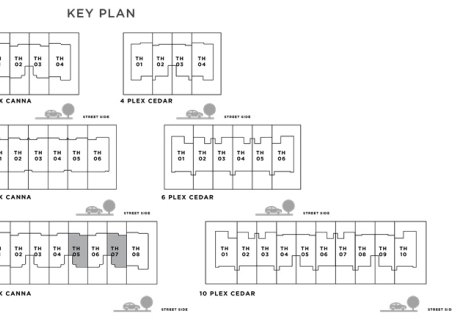 KEY PLAN
TH TH TH
02 03 04
TH TH TH TH
01 02 03 04
X CANNA
4 PLEX CEDAR
STREET SIDE
STREET SIDE
TH TH TH TH TH
02 03 04 05 06
TH TH TH TH TH TH
01 02 03 04 05 06
X CANNA
6 PLEX CEDAR
STREET SIDE
STREET SIDE
TH TH TH TH TH TH TH
02 03 04 05 06 07 08
TH TH TH TH TH TH TH TH TH TH
01 02 03 04 05 06 07 08 09 10
X CANNA
10 PLEX CEDAR
STREET SIDE
STREET SIDE